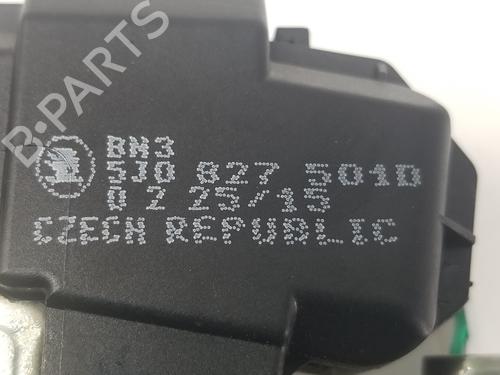 B-PARTS
BM3
5J0 827 501D
0 2 25/15
CZECH REPUBLIC